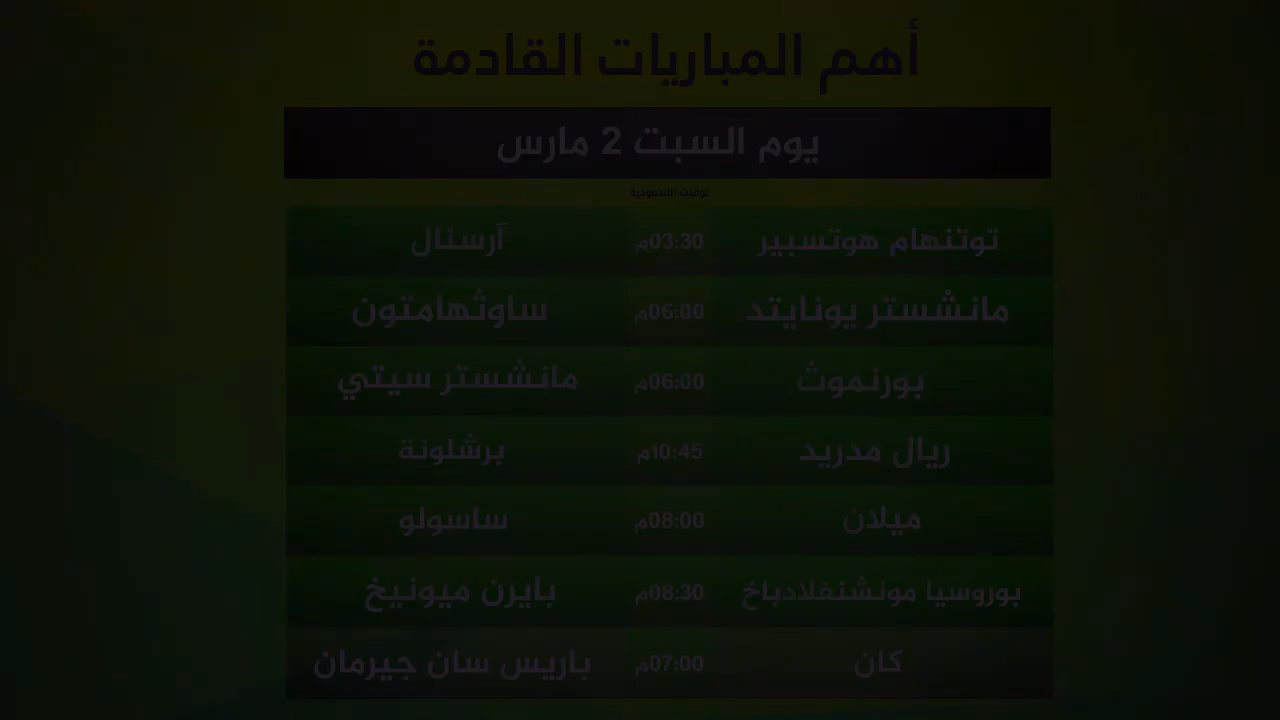 أهم المباريات القادمة
يوم السبت 2 مارس
توقيت السعودية
توتنهام هوتسبير 03:30م آرسنال
مانشستر يونايتد 06:00م ساوثهامتون
بورنموث 06:00م مانشستر سيتي
ريال مدريد 10:45م برشلونة
ميلان 08:00م ساسولو
بوروسيا مونشنغلادباخ 08:30م بايرن ميونيخ
كان 07:00م باريس سان جيرمان